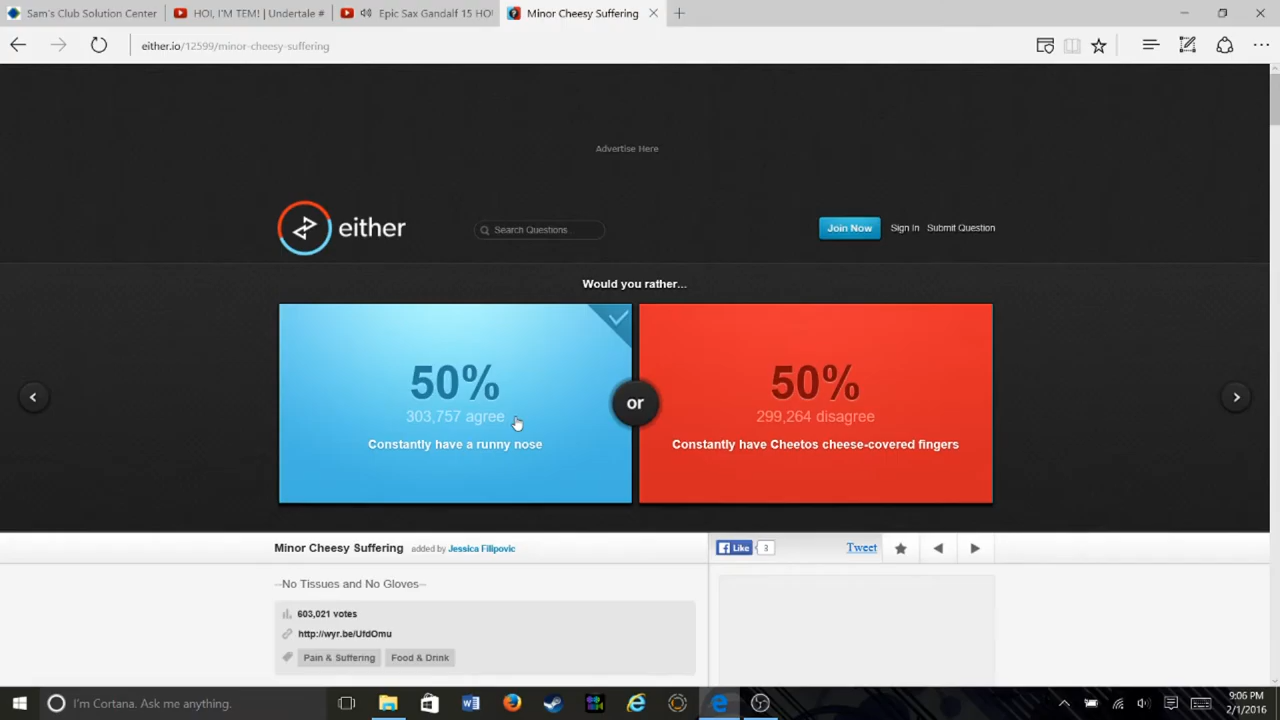 Sam's Club Solution Center
HOI, I'M TEM! Undertale #
Epic Sax Gandalf 15 HO
Minor Cheesy Suffering
either.io/12599/minor-cheesy-suffering
Advertise Here
either
Search Questions
Join Now
Sign In
Submit Question
Would you rather...
50%
303,757 agree
Constantly have a runny nose
or
50%
299,264 disagree
Constantly have Cheetos cheese-covered fingers
Minor Cheesy Suffering added by Jessica Filipovic
Like 3
Tweet
--No Tissues and No Gloves--
603,021 votes
http://wyr.be/UfdOmu
Pain & Suffering
Food & Drink
I'm Cortana. Ask me anything.
9:06 PM
2/1/2016